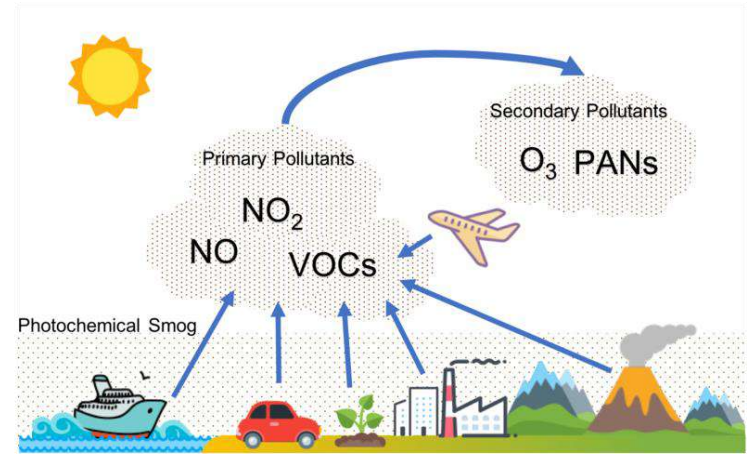 Primary Pollutants
NO₂
NO
VOCs
Secondary Pollutants
O₃ PANs
Photochemical Smog